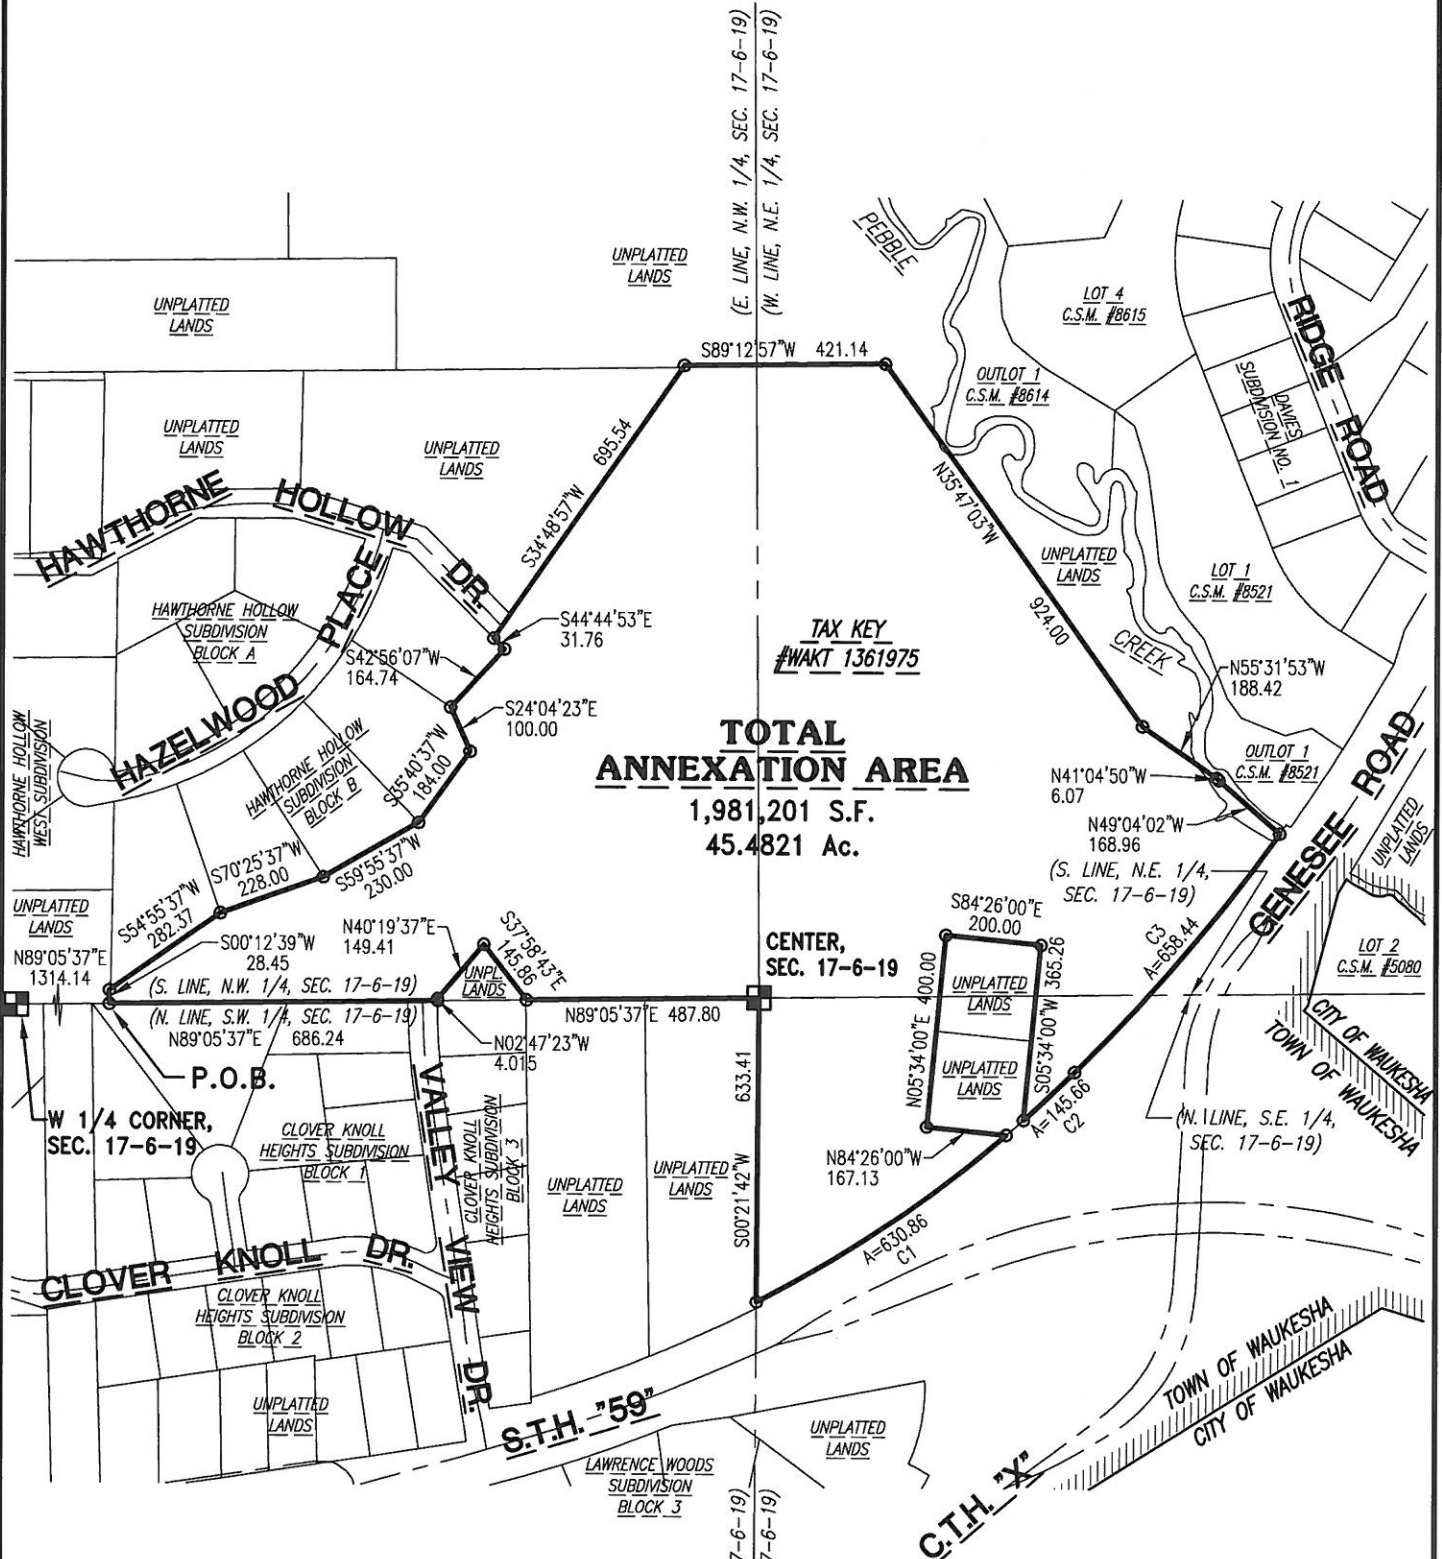 (E. LINE, N.W. 1/4, SEC. 17-6-19)
(W. LINE, N.E. 1/4, SEC. 17-6-19)
UNPLATTED
LANDS
UNPLATTED
LANDS
PEBBLE
LOT 4
C.S.M. #8615
RIDGE ROAD
S89°12'57"W 421.14
OUTLOT 1
C.S.M. #8614
DAVIES
SUBDIVISION NO. 1
UNPLATTED
LANDS
UNPLATTED
LANDS
695.54
S34°48'57"W
N35°47'03"W
924.00
HAWTHORNE HOLLOW DR.
UNPLATTED
LANDS
LOT 1
C.S.M. #8521
PLACE
HAWTHORNE HOLLOW
SUBDIVISION
BLOCK A
S44°44'53"E
31.76
TAX KEY
#WAKT 1361975
CREEK
S42°56'07"W
164.74
N55°31'53"W
188.42
HAZELWOOD
S24°04'23"E
100.00
HAWTHORNE HOLLOW
WEST SUBDIVISION
HAWTHORNE HOLLOW
SUBDIVISION
BLOCK B
S35°40'37"W
184.00
TOTAL
ANNEXATION AREA
1,981,201 S.F.
45.4821 Ac.
OUTLOT 1
C.S.M. #8521
GENESEE ROAD
N41°04'50"W
6.07
N49°04'02"W
168.96
UNPLATTED
LANDS
(S. LINE, N.E. 1/4,
SEC. 17-6-19)
S70°25'37"W
228.00
S59°55'37"W
230.00
UNPLATTED
LANDS
S54°55'37"W
282.37
N40°19'37"E
149.41
S37°58'43"E
145.86
S84°26'00"E
200.00
C3
A=658.44
N89°05'37"E
1314.14
S00°12'39"W
28.45
UNPL.
LANDS
CENTER,
SEC. 17-6-19
N05°34'00"E 400.00
UNPLATTED
LANDS
S05°34'00"W 365.26
LOT 2
C.S.M. #5080
(S. LINE, N.W. 1/4, SEC. 17-6-19)
(N. LINE, S.W. 1/4, SEC. 17-6-19)
N89°05'37"E 686.24
N89°05'37"E 487.80
CITY OF WAUKESHA
TOWN OF WAUKESHA
N02°47'23"W
4.015
P.O.B.
633.41
S00°21'42"W
UNPLATTED
LANDS
W 1/4 CORNER,
SEC. 17-6-19
A=145.66
C2
(N. LINE, S.E. 1/4,
SEC. 17-6-19)
CLOVER KNOLL
HEIGHTS SUBDIVISION
BLOCK 1
VALLEY VIEW DR.
CLOVER KNOLL
HEIGHTS SUBDIVISION
BLOCK 3
UNPLATTED
LANDS
UNPLATTED
LANDS
N84°26'00"W
167.13
A=630.86
C1
CLOVER KNOLL DR.
CLOVER KNOLL
HEIGHTS SUBDIVISION
BLOCK 2
TOWN OF WAUKESHA
CITY OF WAUKESHA
UNPLATTED
LANDS
S.T.H. "59"
UNPLATTED
LANDS
LAWRENCE WOODS
SUBDIVISION
BLOCK 3
C.T.H. "X"
7-6-19)
7-6-19)